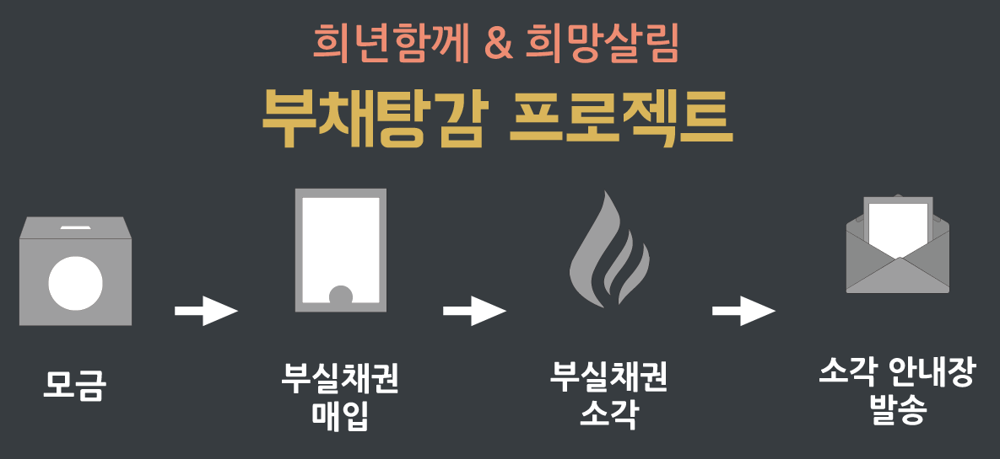 희년함께 & 희망살림
부채탕감 프로젝트
모금
부실채권
매입
부실채권
소각
소각 안내장
발송